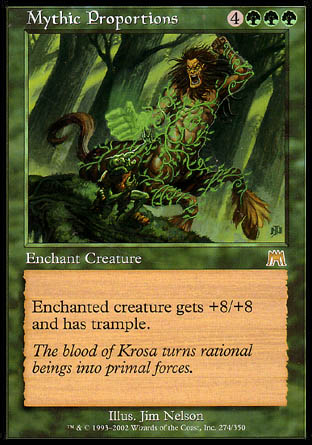 Mythic Proportions 4
Enchant Creature
Enchanted creature gets +8/+8
and has trample.
The blood of Krosa turns rational
beings into primal forces.
Illus. Jim Nelson
™ & © 1993-2002 Wizards of the Coast, Inc. 274/350